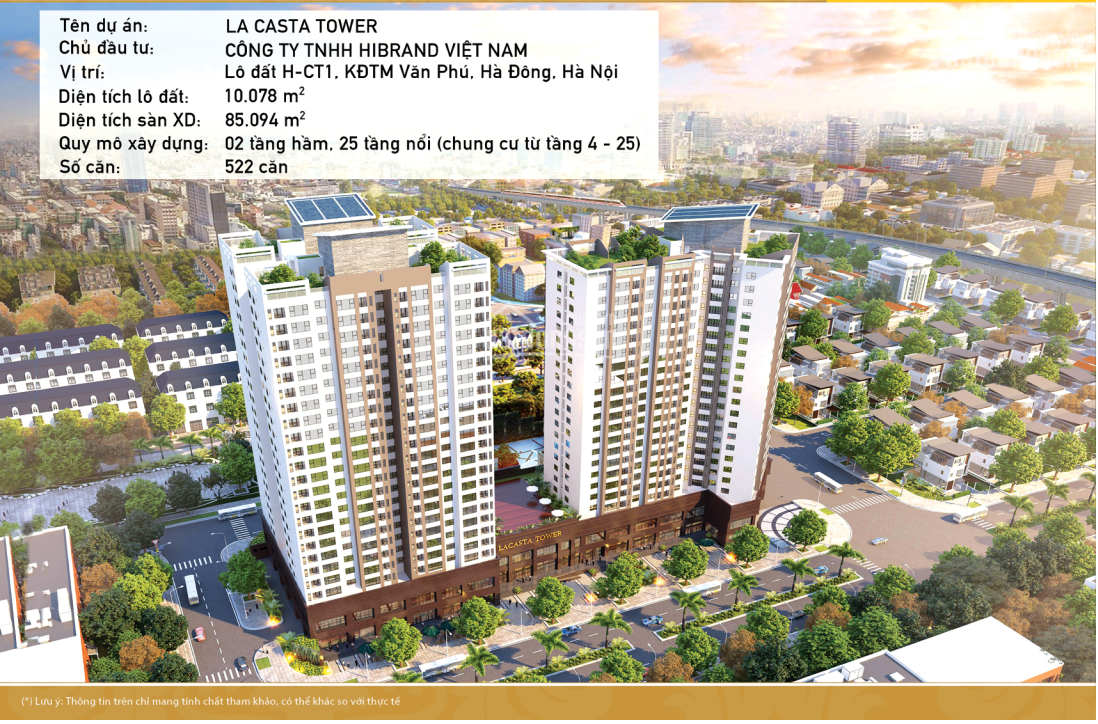 Tên dự án: LA CASTA TOWER
Chủ đầu tư: CÔNG TY TNHH HIBRAND VIỆT NAM
Vị trí: Lô đất H-CT1, KĐTM Văn Phú, Hà Đông, Hà Nội
Diện tích lô đất: 10.078 m²
Diện tích sàn XD: 85.094 m²
Quy mô xây dựng: 02 tầng hầm, 25 tầng nổi (chung cư từ tầng 4 - 25)
Số căn: 522 căn
LACASTA TOWER
(*) Lưu ý: Thông tin trên chỉ mang tính chất tham khảo, có thể khác so với thực tế